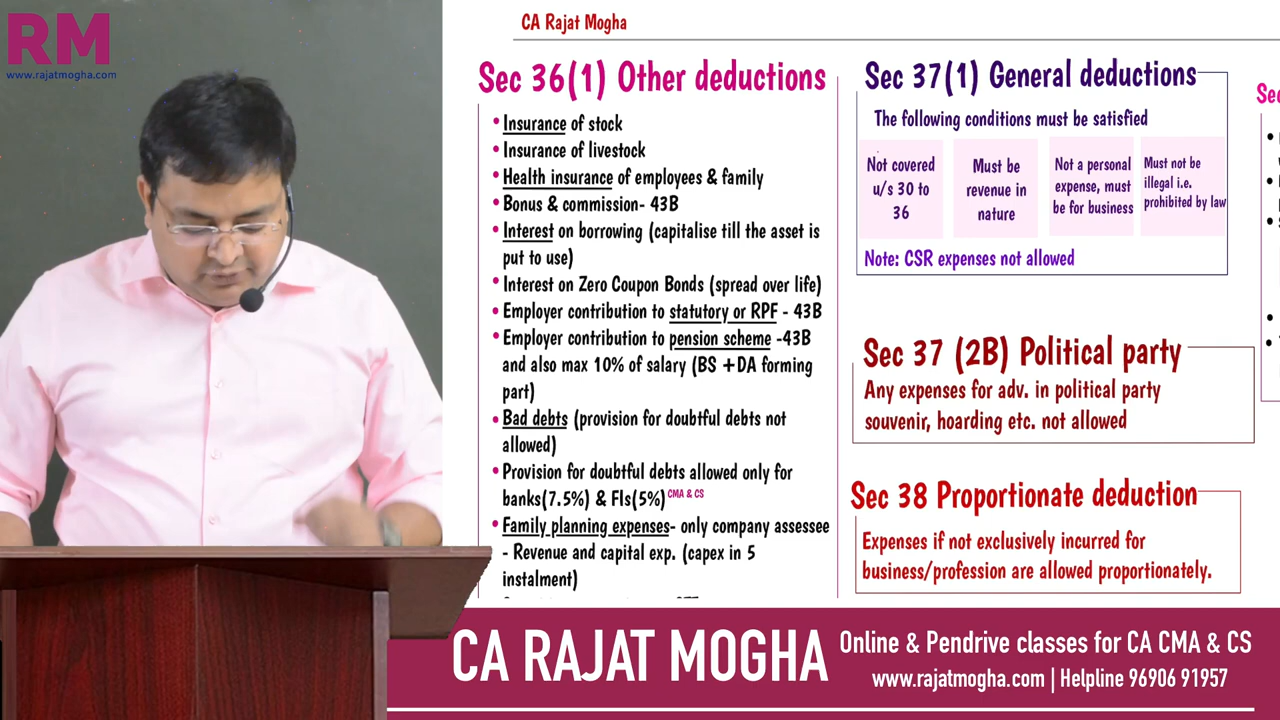 RM
www.rajatmogha.com
CA Rajat Mogha
Sec 36(1) Other deductions
• Insurance of stock
• Insurance of livestock
• Health insurance of employees & family
• Bonus & commission- 43B
• Interest on borrowing (capitalise till the asset is
put to use)
• Interest on Zero Coupon Bonds (spread over life)
• Employer contribution to statutory or RPF - 43B
• Employer contribution to pension scheme -43B
and also max 10% of salary (BS +DA forming
part)
• Bad debts (provision for doubtful debts not
allowed)
• Provision for doubtful debts allowed only for
banks(7.5%) & FIs(5%) CMA & CS
• Family planning expenses- only company assessee
- Revenue and capital exp. (capex in 5
instalment)
Sec 37(1) General deductions
The following conditions must be satisfied
Not covered
u/s 30 to
36
Must be
revenue in
nature
Not a personal
expense, must
be for business
Must not be
illegal i.e.
prohibited by law
Note: CSR expenses not allowed
Sec 37 (2B) Political party
Any expenses for adv. in political party
souvenir, hoarding etc. not allowed
Sec 38 Proportionate deduction
Expenses if not exclusively incurred for
business/profession are allowed proportionately.
CA RAJAT MOGHA
Online & Pendrive classes for CA CMA & CS
www.rajatmogha.com | Helpline 96906 91957